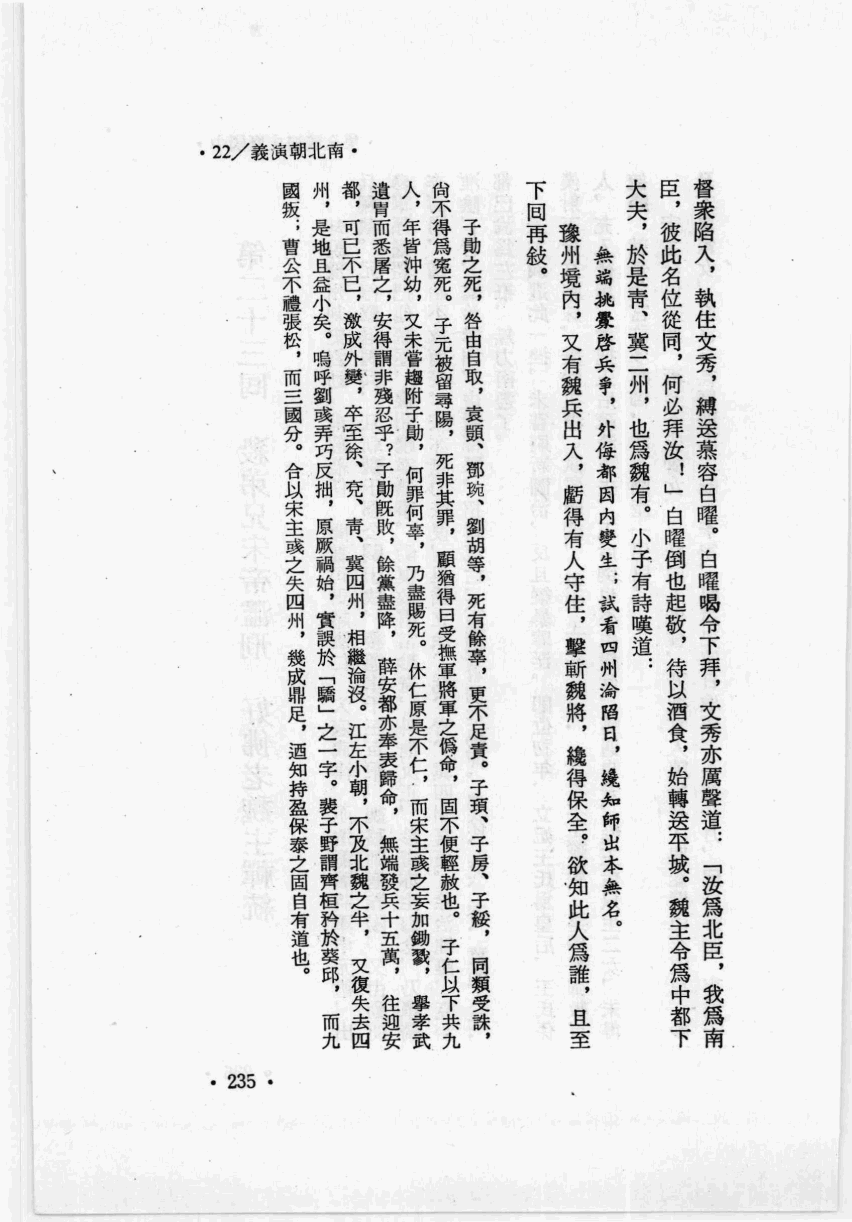 •22/義演朝北南•
督衆陷入，執住文秀，縛送慕容白曜。白曜喝令下拜，文秀亦厲聲道：「汝爲北臣，我爲南
臣，彼此名位從同，何必拜汝！」白曜倒也起敬，待以酒食，始轉送平城。魏主令爲中都下
大夫，於是靑、冀二州，也爲魏有。小子有詩嘆道：
無端挑釁啓兵爭，外侮都因內變生；試看四州淪陷日，纔知師出本無名。
豫州境內，又有魏兵出入，虧得有人守住，擊斬魏將，纔得保全。欲知此人爲誰，且至
下回再敍。
子勛之死，咎由自取，袁顗、鄧琬、劉胡等，死有餘辜，更不足責。子頊、子房、子綏，同類受誅，
尙不得爲寃死。子元被留尋陽，死非其罪，顧猶得曰受撫軍將軍之僞命，固不便輕赦也。子仁以下共九
人，年皆沖幼，又未嘗趨附子勛，何罪何辜，乃盡賜死。休仁原是不仁，而宋主彧之妄加鋤戮，擧孝武
遺冑而悉屠之，安得謂非殘忍乎？子勛旣敗，餘黨盡降，薛安都亦奉表歸命，無端發兵十五萬，往迎安
都，可已不已，激成外變，卒至徐、兗、靑、冀四州，相繼淪沒。江左小朝，不及北魏之半，又復失去四
州，是地且益小矣。嗚呼劉彧弄巧反拙，原厥禍始，實誤於「驕」之一字。裴子野謂齊桓矜於葵邱，而九
國叛；曹公不禮張松，而三國分。合以宋主彧之失四州，幾成鼎足，迺知持盈保泰之固自有道也。
•235•